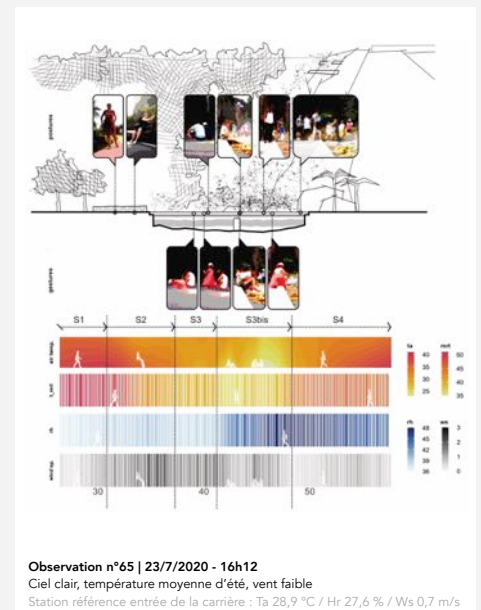 postures
gestures
S1 S2 S3 S3bis S4
air temp.
t_mrt
rh
wind sp.
ta mrt
40 50
35 45
30 40
25 35
rh ws
48 3
45 2
42 1
39 0
36
30 40 50
Observation n°65 | 23/7/2020 - 16h12
Ciel clair, température moyenne d’été, vent faible
Station référence entrée de la carrière : Ta 28,9 °C / Hr 27,6 % / Ws 0,7 m/s